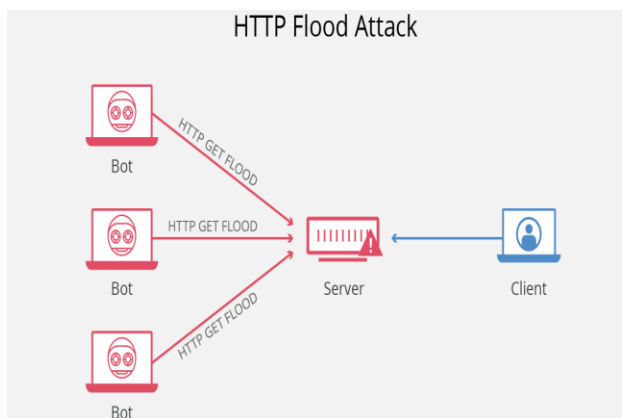 HTTP Flood Attack
HTTP GET FLOOD
Bot
HTTP GET FLOOD
Bot
Server
Client
HTTP GET FLOOD
Bot